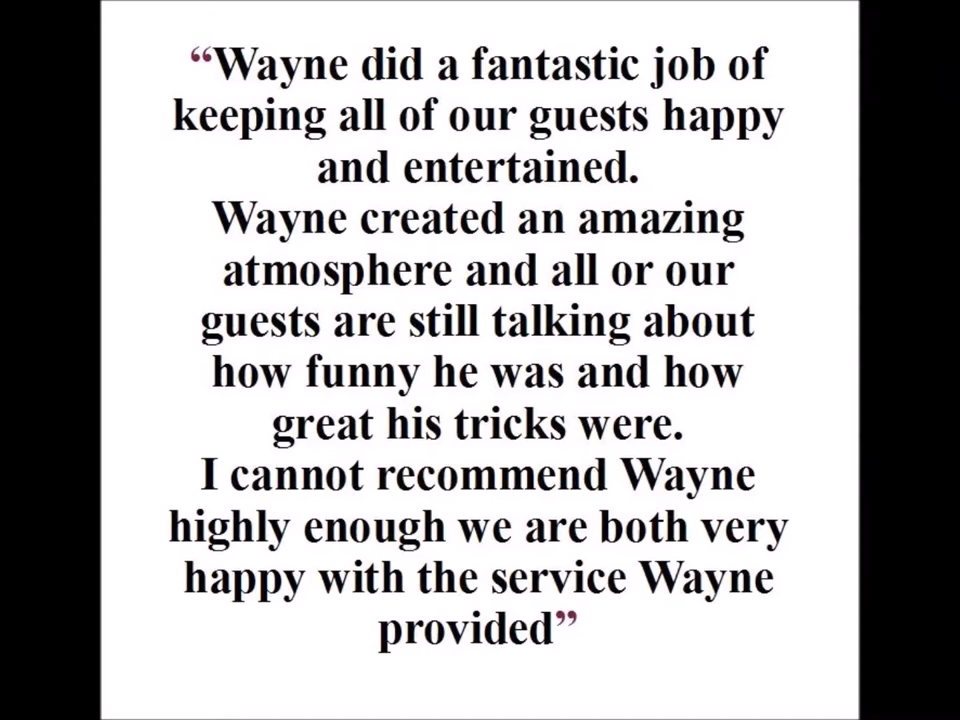 “Wayne did a fantastic job of
keeping all of our guests happy
and entertained.
Wayne created an amazing
atmosphere and all or our
guests are still talking about
how funny he was and how
great his tricks were.
I cannot recommend Wayne
highly enough we are both very
happy with the service Wayne
provided”